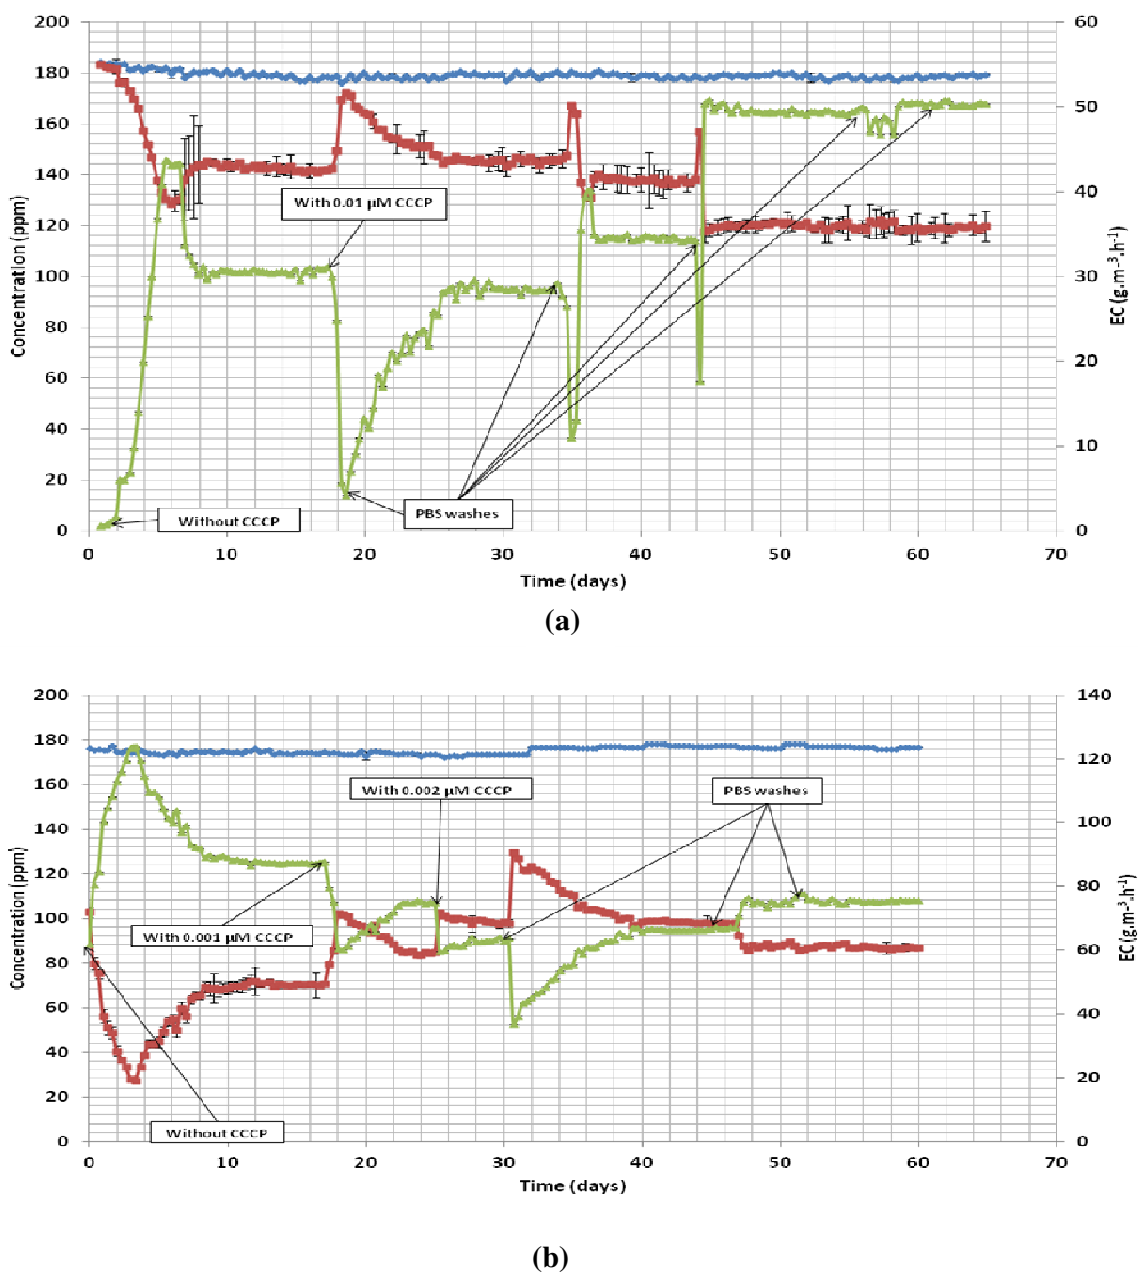 200
180
160
140
120
100
80
60
40
20
0
Concentration (ppm)
60
50
40
30
20
10
0
EC (g.m⁻³.h⁻¹)
With 0.01 µM CCCP
Without CCCP
PBS washes
0 10 20 30 40 50 60 70
Time (days)
(a)
200
180
160
140
120
100
80
60
40
20
0
Concentration (ppm)
140
120
100
80
60
40
20
0
EC(g.m⁻³.h⁻¹)
With 0.002 µM CCCP
PBS washes
With 0.001 µM CCCP
Without CCCP
0 10 20 30 40 50 60 70
Time (days)
(b)